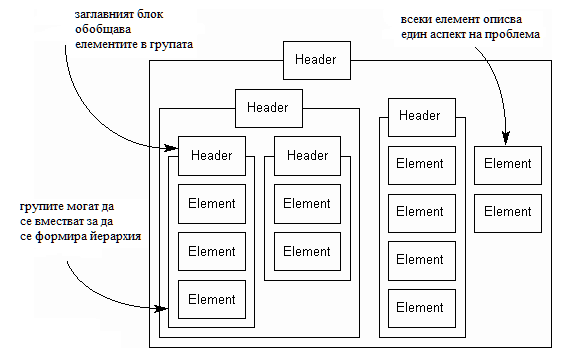 заглавният блок
обобщава
елементите в групата
всеки елемент описва
един аспект на проблема
Header
Header
Header
Header
Header
Element
Element
Element
Element
Element
Element
Element
Element
Element
Element
Element
групите могат да
се вместват за да
се формира йерархия